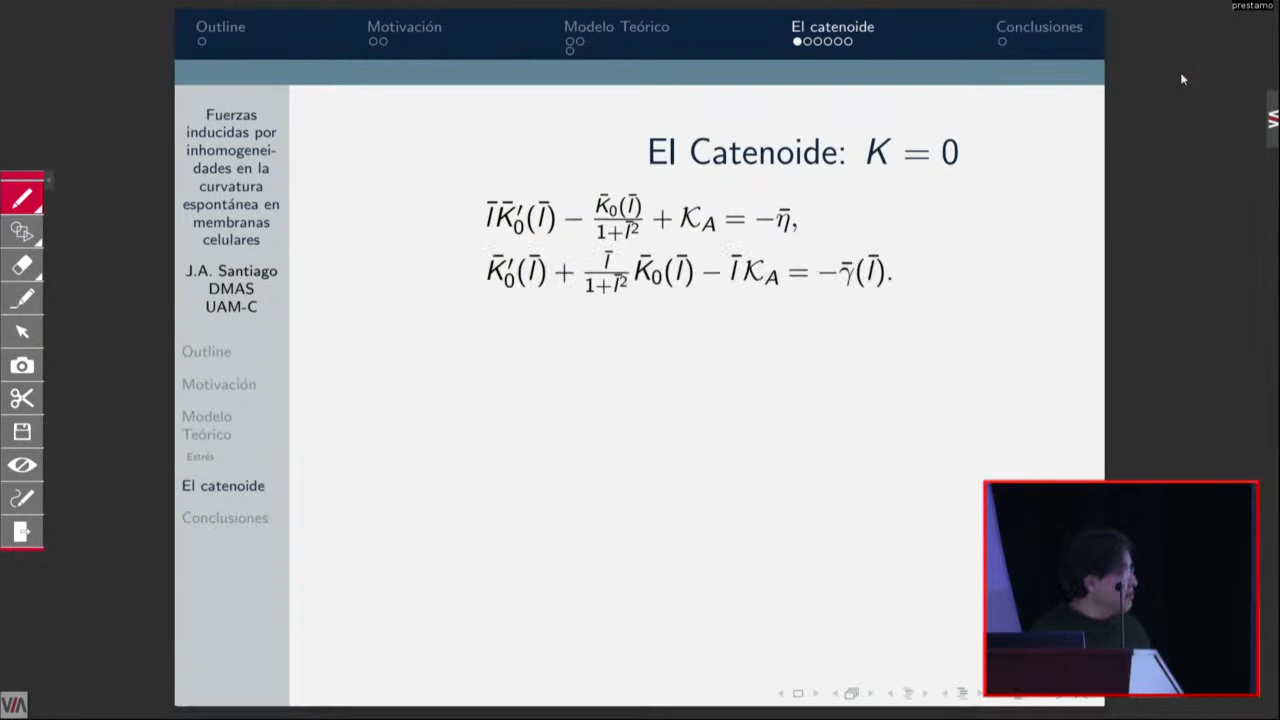 prestamo
Outline Motivación Modelo Teórico El catenoide Conclusiones
Fuerzas
inducidas por
inhomogenei-
dades en la
curvatura
espontánea en
membranas
celulares
J.A. Santiago
DMAS
UAM-C
Outline
Motivación
Modelo
Teórico
Estrés
El catenoide
Conclusiones
El Catenoide: K = 0
l̄K̄₀′(l̄) − K̄₀(l̄)/(1+l̄²) + 𝒦_A = −η̄,
K̄₀′(l̄) + l̄/(1+l̄²) K̄₀(l̄) − l̄𝒦_A = −γ̄(l̄).